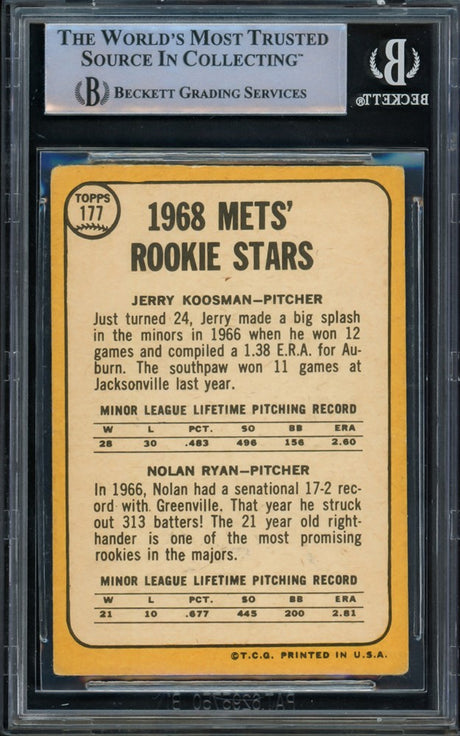 THE WORLD'S MOST TRUSTED
SOURCE IN COLLECTING™
B BECKETT GRADING SERVICES
B
BECKETT®
TOPPS
177
1968 METS'
ROOKIE STARS
JERRY KOOSMAN—PITCHER
Just turned 24, Jerry made a big splash
in the minors in 1966 when he won 12
games and compiled a 1.38 E.R.A. for Au-
burn. The southpaw won 11 games at
Jacksonville last year.
MINOR LEAGUE LIFETIME PITCHING RECORD
W L PCT. SO BB ERA
28 30 .483 496 156 2.60
NOLAN RYAN—PITCHER
In 1966, Nolan had a senational 17-2 rec-
ord with Greenville. That year he struck
out 313 batters! The 21 year old right-
hander is one of the most promising
rookies in the majors.
MINOR LEAGUE LIFETIME PITCHING RECORD
W L PCT. SO BB ERA
21 10 .677 445 200 2.81
©T.C.G. PRINTED IN U.S.A.